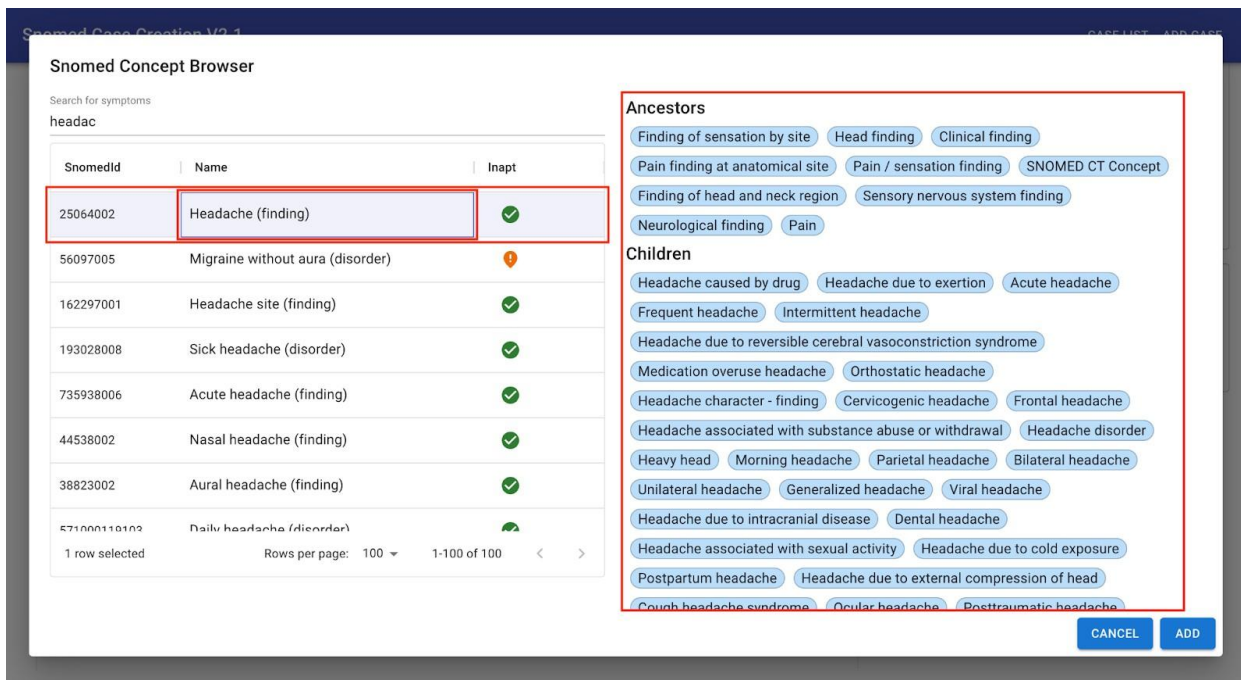 Snomed Case Creation V2.1
CASE LIST ADD CASE
Snomed Concept Browser
Search for symptoms
headac
SnomedId Name Inapt
25064002 Headache (finding)
56097005 Migraine without aura (disorder)
162297001 Headache site (finding)
193028008 Sick headache (disorder)
735938006 Acute headache (finding)
44538002 Nasal headache (finding)
38823002 Aural headache (finding)
571000119103 Daily headache (disorder)
1 row selected Rows per page: 100 1-100 of 100
Ancestors
Finding of sensation by site Head finding Clinical finding
Pain finding at anatomical site Pain / sensation finding SNOMED CT Concept
Finding of head and neck region Sensory nervous system finding
Neurological finding Pain
Children
Headache caused by drug Headache due to exertion Acute headache
Frequent headache Intermittent headache
Headache due to reversible cerebral vasoconstriction syndrome
Medication overuse headache Orthostatic headache
Headache character - finding Cervicogenic headache Frontal headache
Headache associated with substance abuse or withdrawal Headache disorder
Heavy head Morning headache Parietal headache Bilateral headache
Unilateral headache Generalized headache Viral headache
Headache due to intracranial disease Dental headache
Headache associated with sexual activity Headache due to cold exposure
Postpartum headache Headache due to external compression of head
Cough headache syndrome Ocular headache Posttraumatic headache
CANCEL ADD